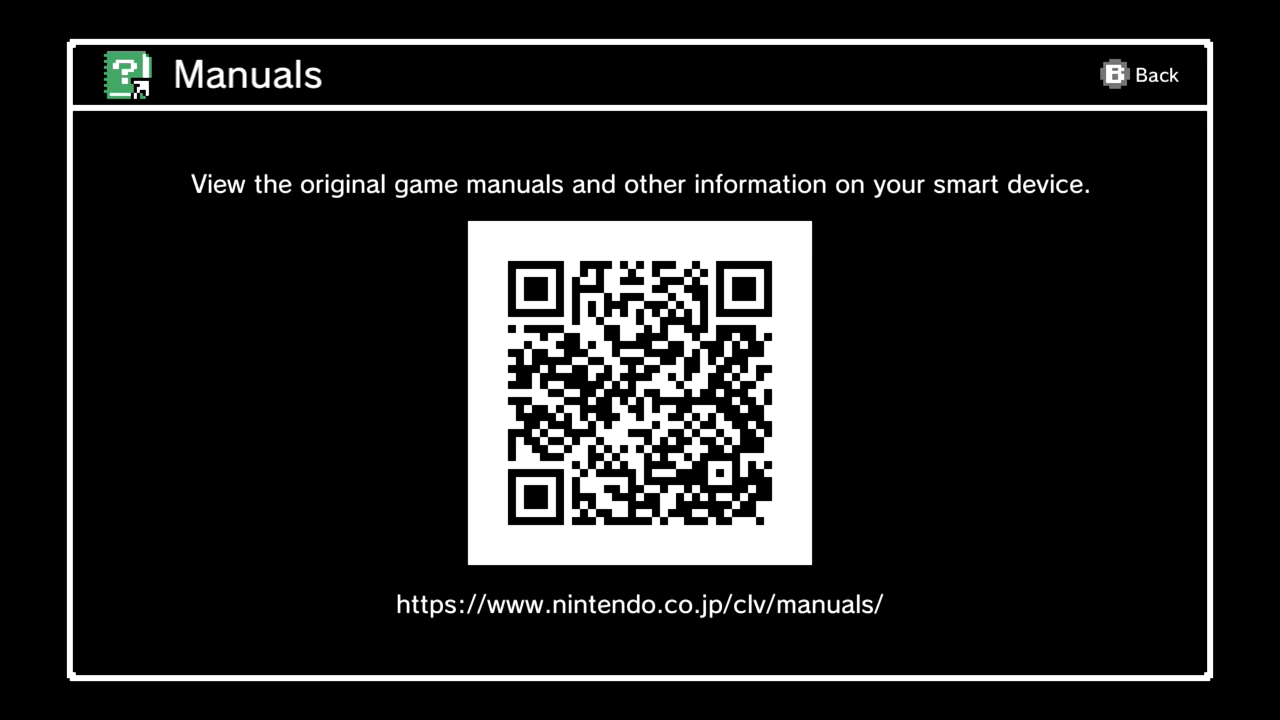 Manuals
B Back
View the original game manuals and other information on your smart device.
https://www.nintendo.co.jp/clv/manuals/